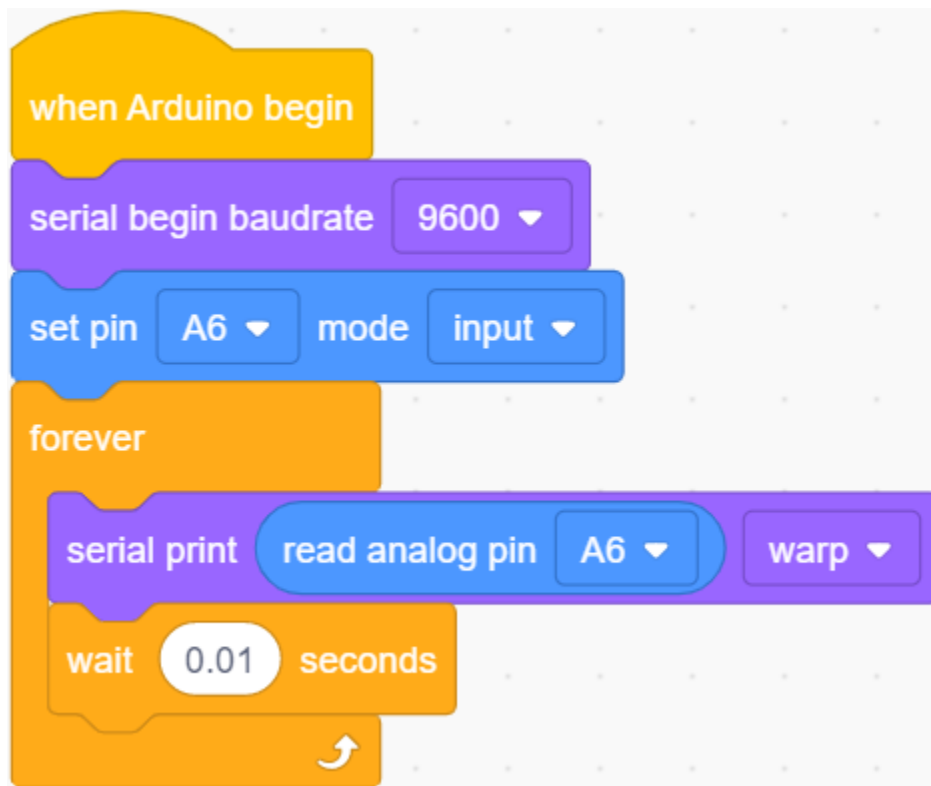 when Arduino begin
serial begin baudrate 9600
set pin A6 mode input
forever
serial print read analog pin A6 warp
wait 0.01 seconds